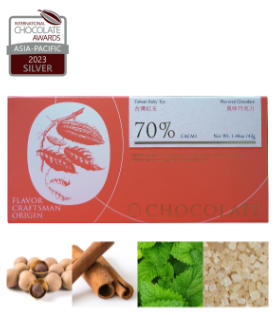 INTERNATIONAL
CHOCOLATE
AWARDS
ASIA-PACIFIC
2023
SILVER
Taiwan Ruby Tea
台灣紅玉
Flavored Chocolate
風味巧克力
70%
CACAO
Net Wt. 1.48oz (42g)
FLAVOR
CRAFTSMAN
ORIGIN
CHOCOLATE